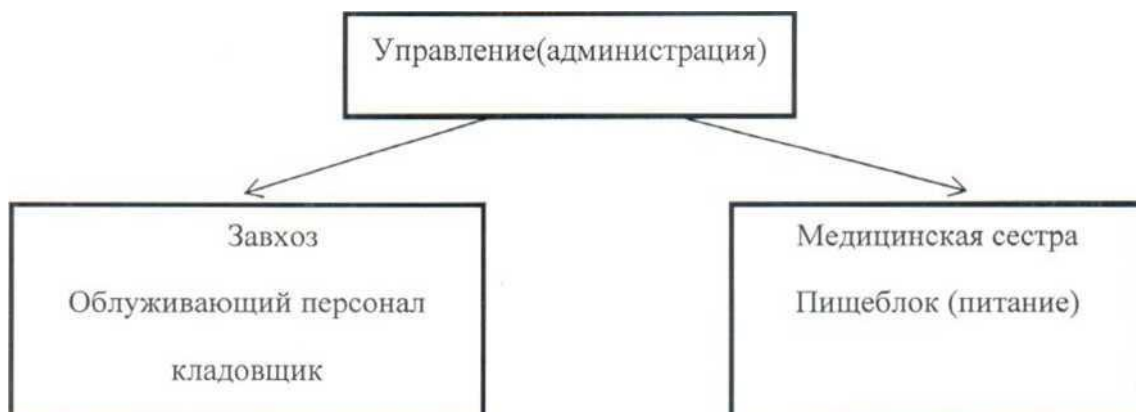 Управление(администрация)
Завхоз
Облуживающий персонал
кладовщик
Медицинская сестра
Пищеблок (питание)